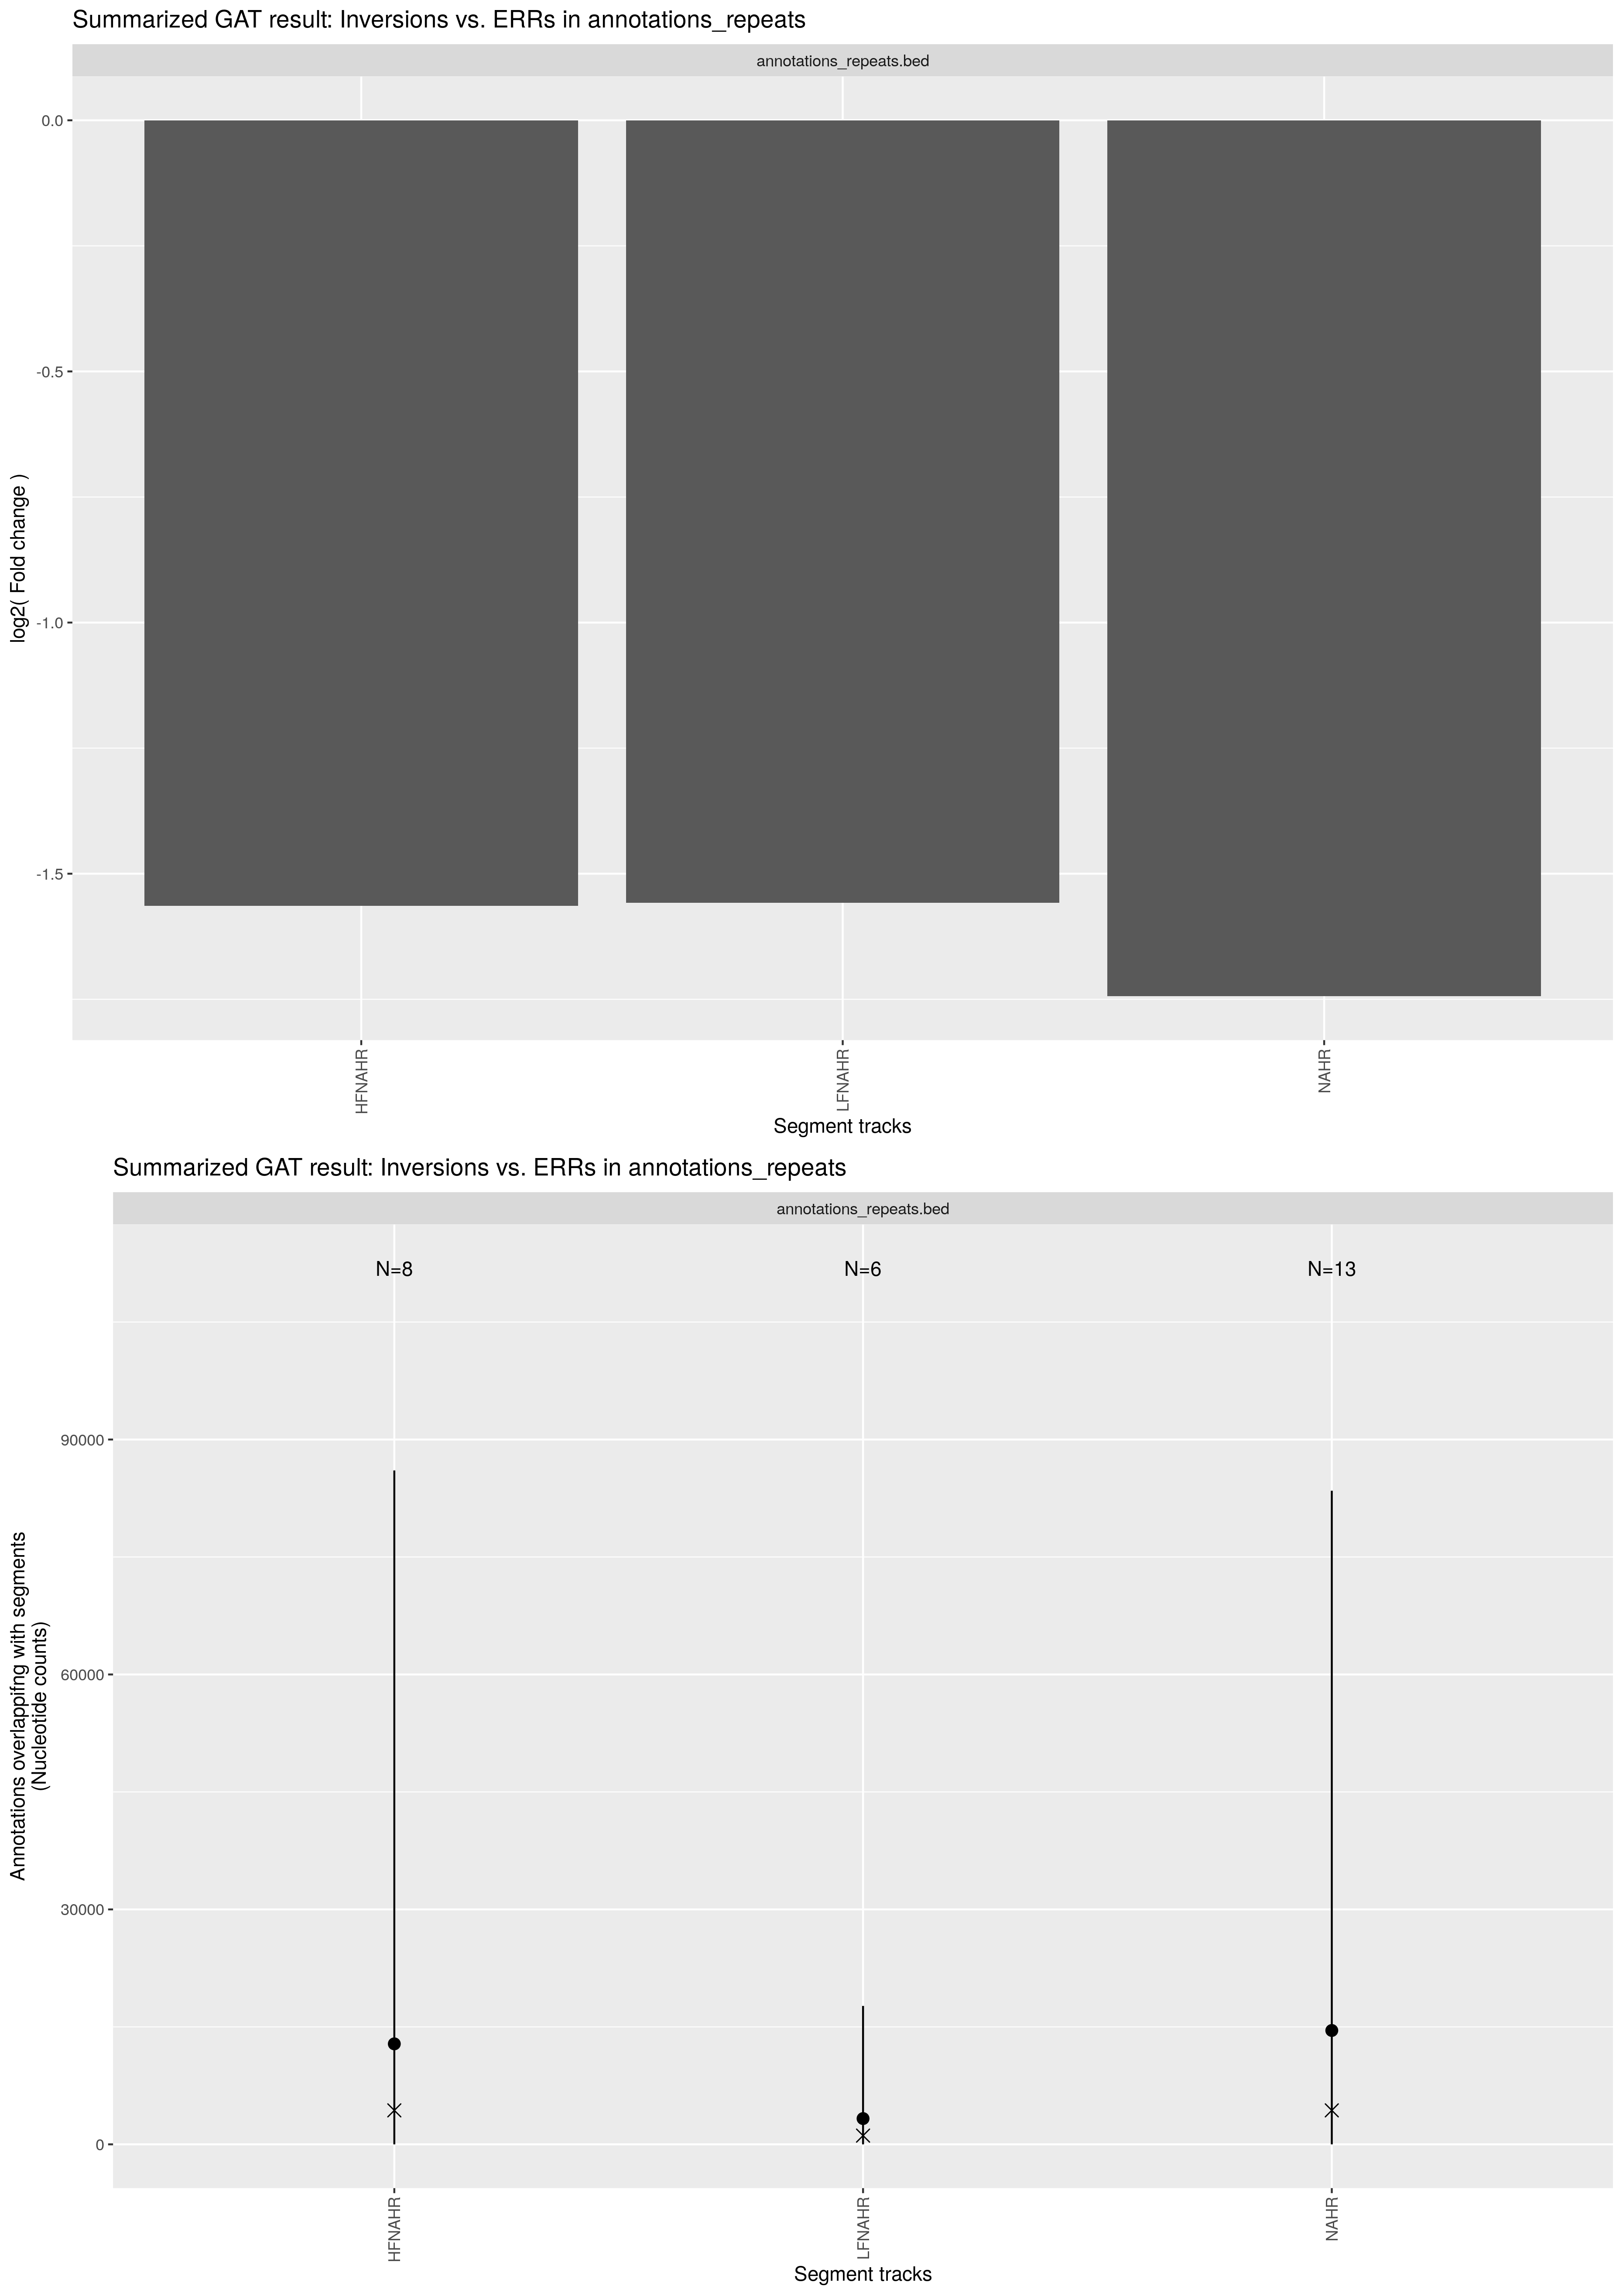 Summarized GAT result: Inversions vs. ERRs in annotations_repeats
annotations_repeats.bed
0.0
-0.5
-1.0
-1.5
log2( Fold change )
HFNAHR
LFNAHR
NAHR
Segment tracks
Summarized GAT result: Inversions vs. ERRs in annotations_repeats
annotations_repeats.bed
N=8
N=6
N=13
90000
60000
30000
0
Annotations overlappifng with segments
(Nucleotide counts)
HFNAHR
LFNAHR
NAHR
Segment tracks